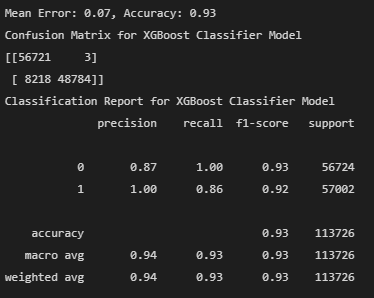 Mean Error: 0.07, Accuracy: 0.93
Confusion Matrix for XGBoost Classifier Model
[[56721     3]
 [ 8218 48784]]
Classification Report for XGBoost Classifier Model
              precision    recall  f1-score   support

           0       0.87      1.00      0.93     56724
           1       1.00      0.86      0.92     57002

    accuracy                           0.93    113726
   macro avg       0.94      0.93      0.93    113726
weighted avg       0.94      0.93      0.93    113726